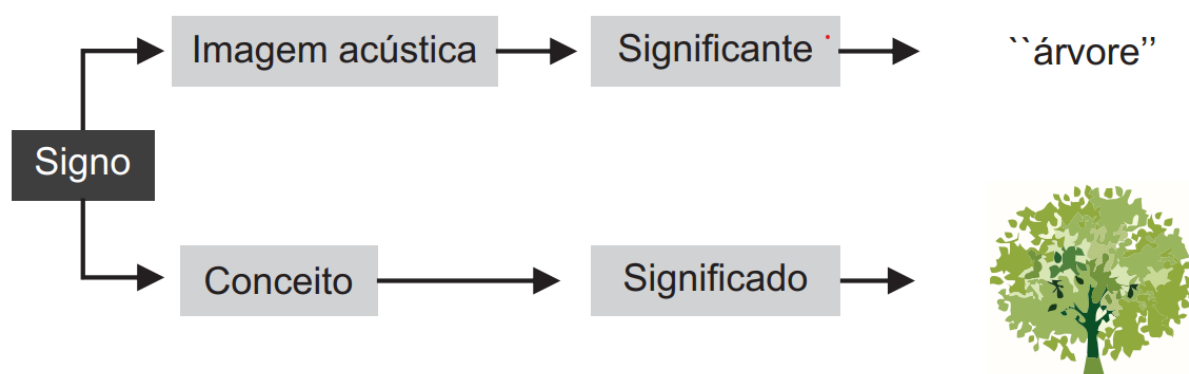 Imagem acústica
Significante
``árvore’’
Signo
Conceito
Significado